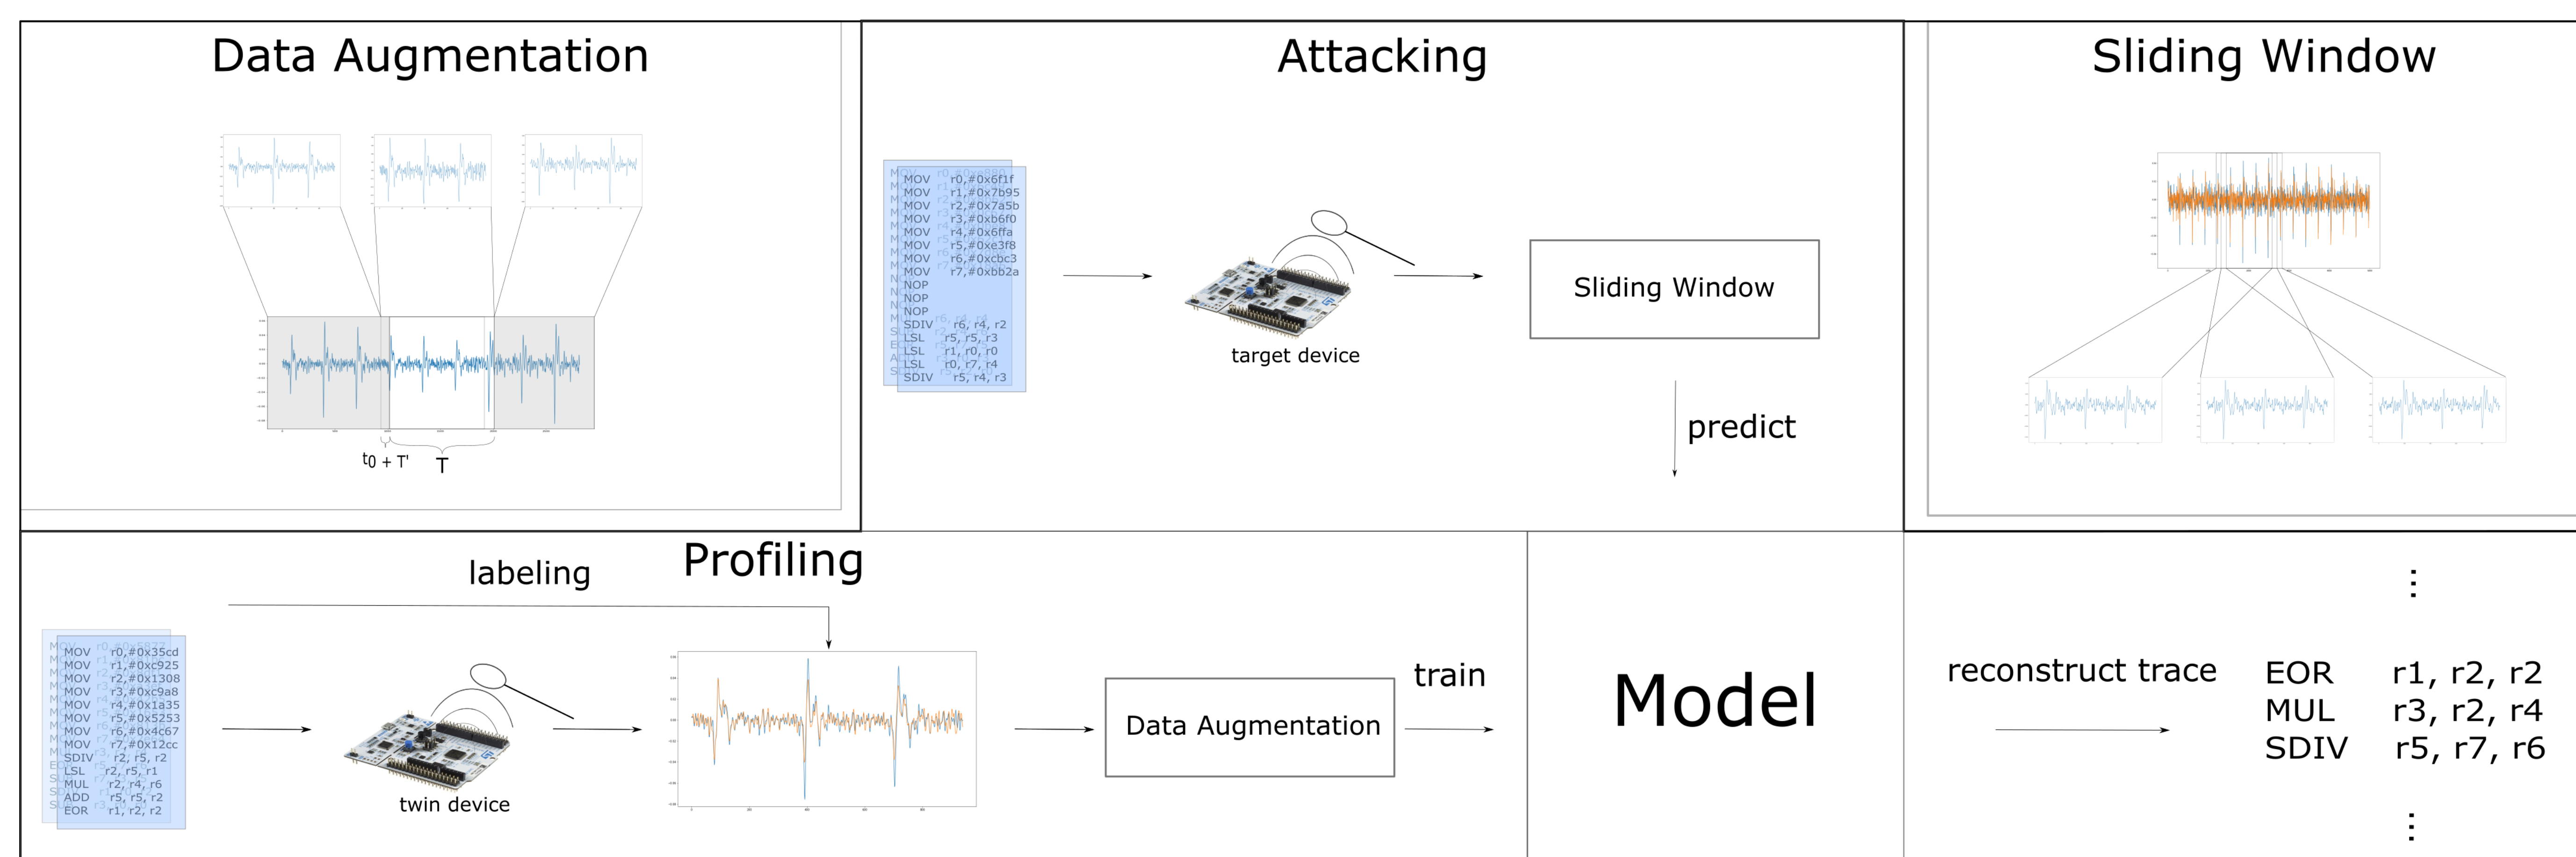 Data Augmentation
t0 + T'
T
Attacking
MOV r0,#0x6f1f
MOV r1,#0x7b95
MOV r2,#0x7a5b
MOV r3,#0xb6f0
MOV r4,#0x6ffa
MOV r5,#0xe3f8
MOV r6,#0xcbc3
MOV r7,#0xbb2a
NOP
NOP
NOP
SDIV r6, r4, r2
LSL r5, r5, r3
LSL r1, r0, r0
LSL r0, r7, r4
SDIV r5, r4, r3
target device
Sliding Window
predict
Sliding Window
Profiling
labeling
MOV r0,#0x35cd
MOV r1,#0xc925
MOV r2,#0x1308
MOV r3,#0xc9a8
MOV r4,#0x1a35
MOV r5,#0x5253
MOV r6,#0x4c67
MOV r7,#0x12cc
SDIV r2, r5, r2
LSL r2, r5, r1
MUL r2, r4, r6
ADD r5, r5, r2
EOR r1, r2, r2
twin device
Data Augmentation
train
Model
reconstruct trace
⋮
EOR r1, r2, r2
MUL r3, r2, r4
SDIV r5, r7, r6
⋮